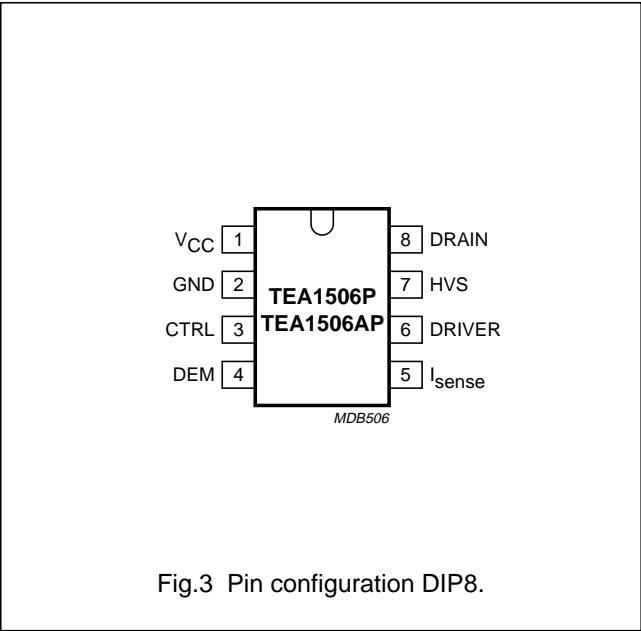 VCC 1
GND 2
CTRL 3
DEM 4
TEA1506P
TEA1506AP
8 DRAIN
7 HVS
6 DRIVER
5 Isense
MDB506
Fig.3 Pin configuration DIP8.